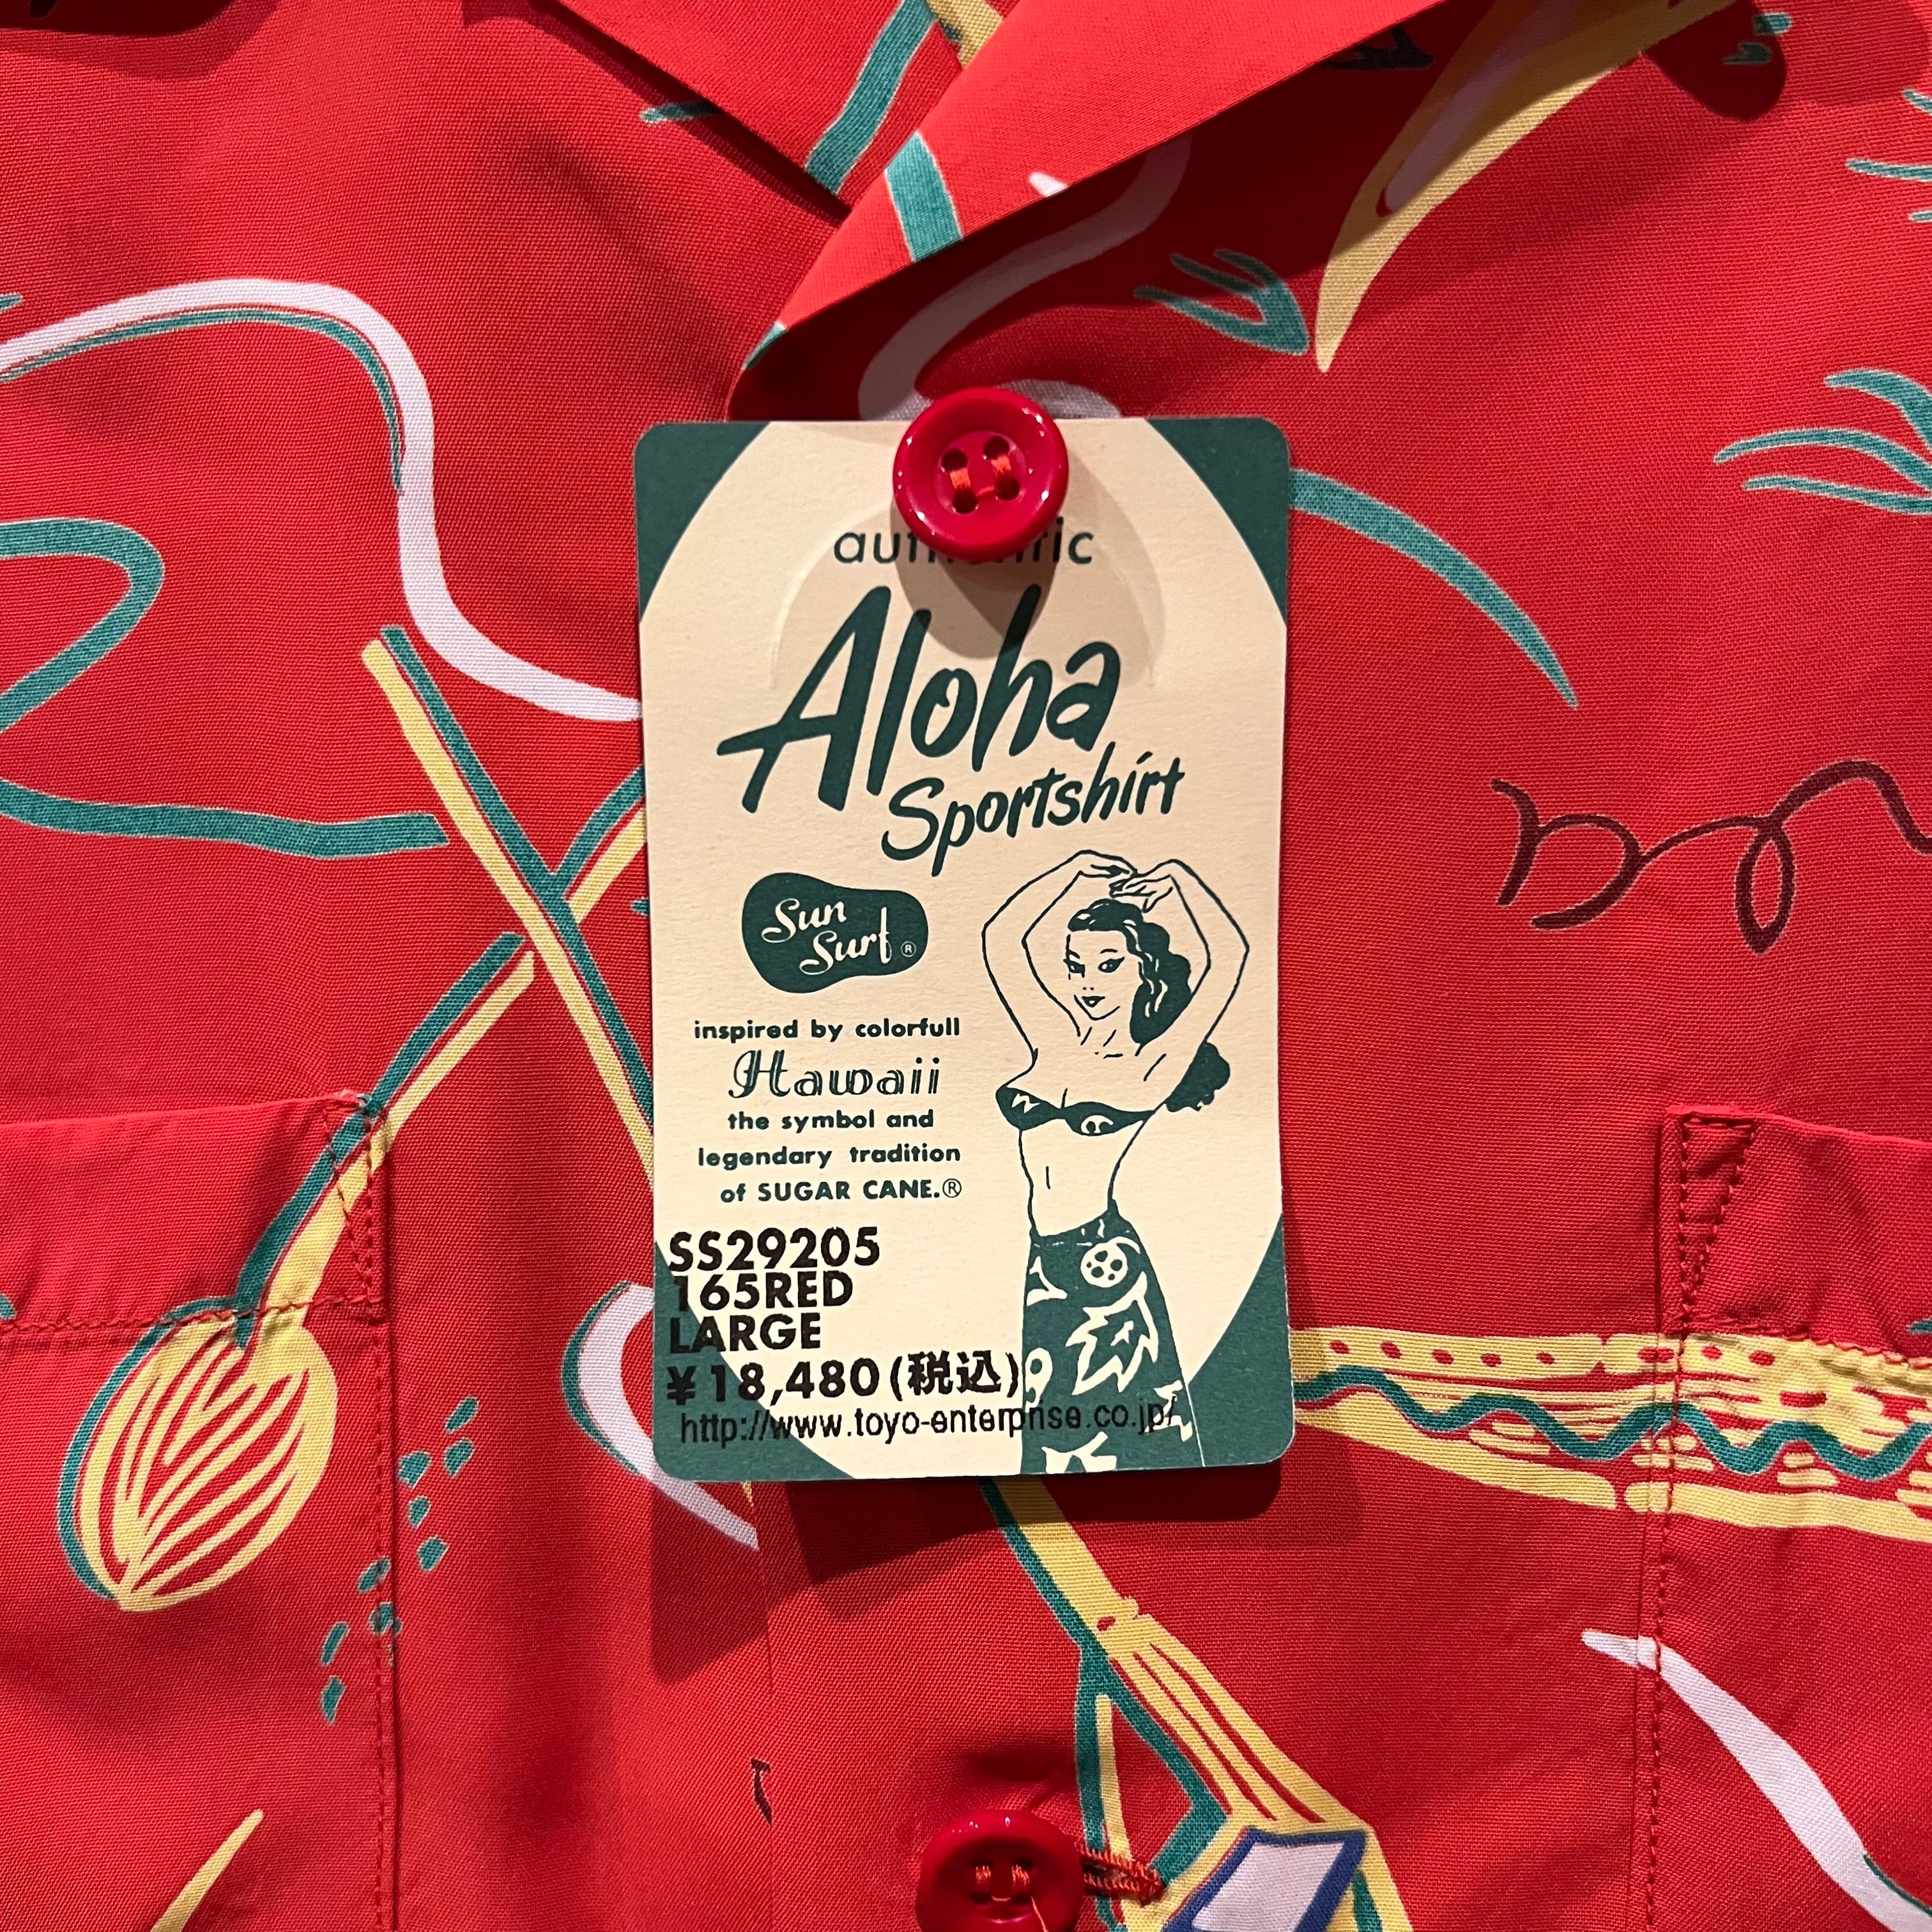 Aloha
Sportshirt
Sun
Surf ®
inspired by colorfull
Hawaii
the symbol and
legendary tradition
of SUGAR CANE.®
SS29205
165RED
LARGE
¥18,480(税込)
http://www.toyo-enterprise.co.jp/